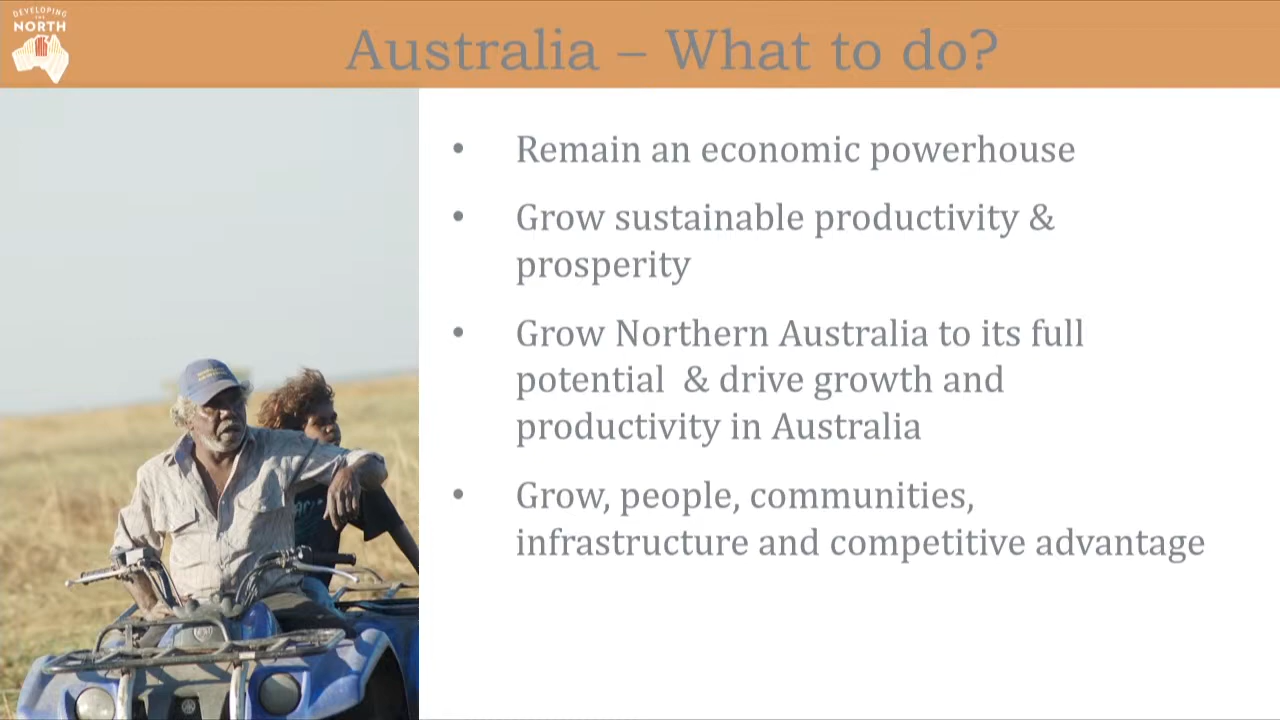 DEVELOPING
THE
NORTH
Australia – What to do?
• Remain an economic powerhouse
• Grow sustainable productivity &
prosperity
• Grow Northern Australia to its full
potential & drive growth and
productivity in Australia
• Grow, people, communities,
infrastructure and competitive advantage